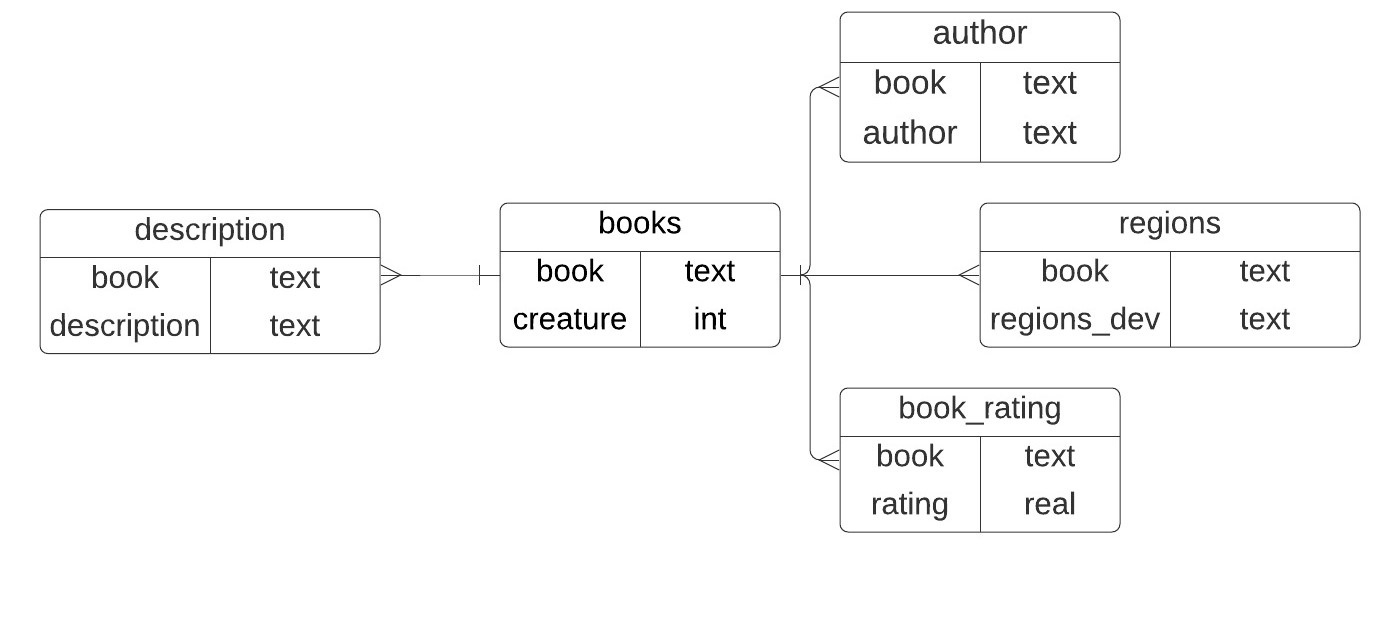 author
book text
author text
description
book text
description text
books
book text
creature int
regions
book text
regions_dev text
book_rating
book text
rating real